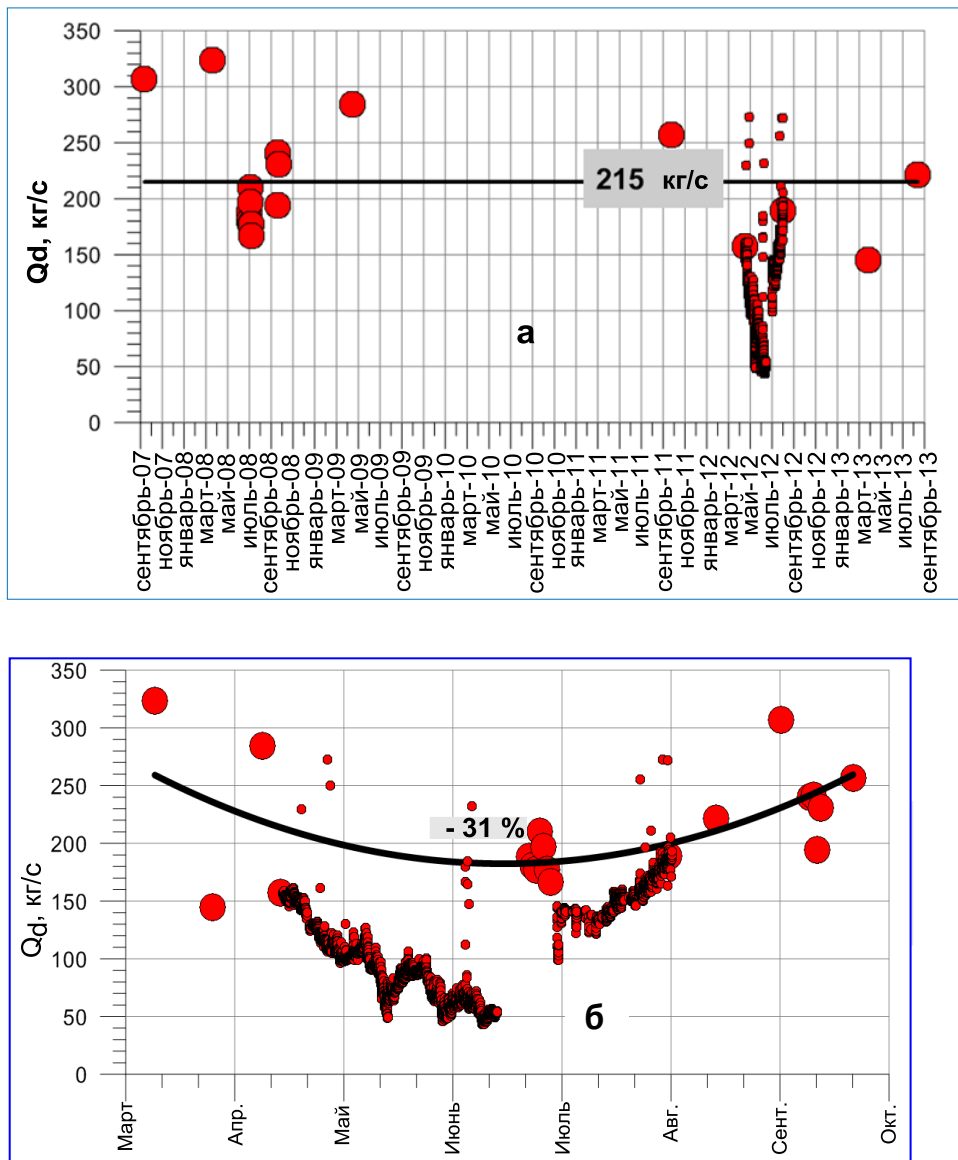 350
300
250
200
150
100
50
0
Qd, кг/с
215 кг/с
а
сентябрь-07
ноябрь-07
январь-08
март-08
май-08
июль-08
сентябрь-08
ноябрь-08
январь-09
март-09
май-09
июль-09
сентябрь-09
ноябрь-09
январь-10
март-10
май-10
июль-10
сентябрь-10
ноябрь-10
январь-11
март-11
май-11
июль-11
сентябрь-11
ноябрь-11
январь-12
март-12
май-12
июль-12
сентябрь-12
ноябрь-12
январь-13
март-13
май-13
июль-13
сентябрь-13
350
300
250
200
150
100
50
0
Qd, кг/с
- 31 %
б
Март
Апр.
Май
Июнь
Июль
Авг.
Сент.
Окт.